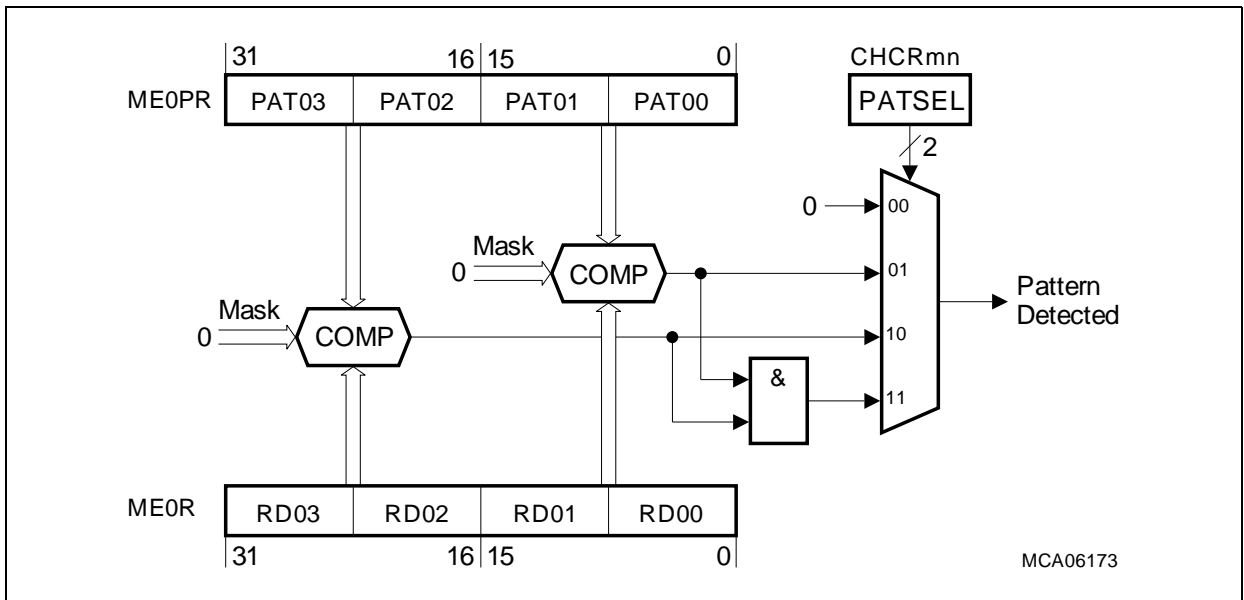 31 16 15 0
CHCRmn
ME0PR PAT03 PAT02 PAT01 PAT00
PATSEL
2
0 00
Mask
0 COMP 01
Pattern
Detected
Mask
0 COMP 10
&
11
ME0R RD03 RD02 RD01 RD00
31 16 15 0
MCA06173